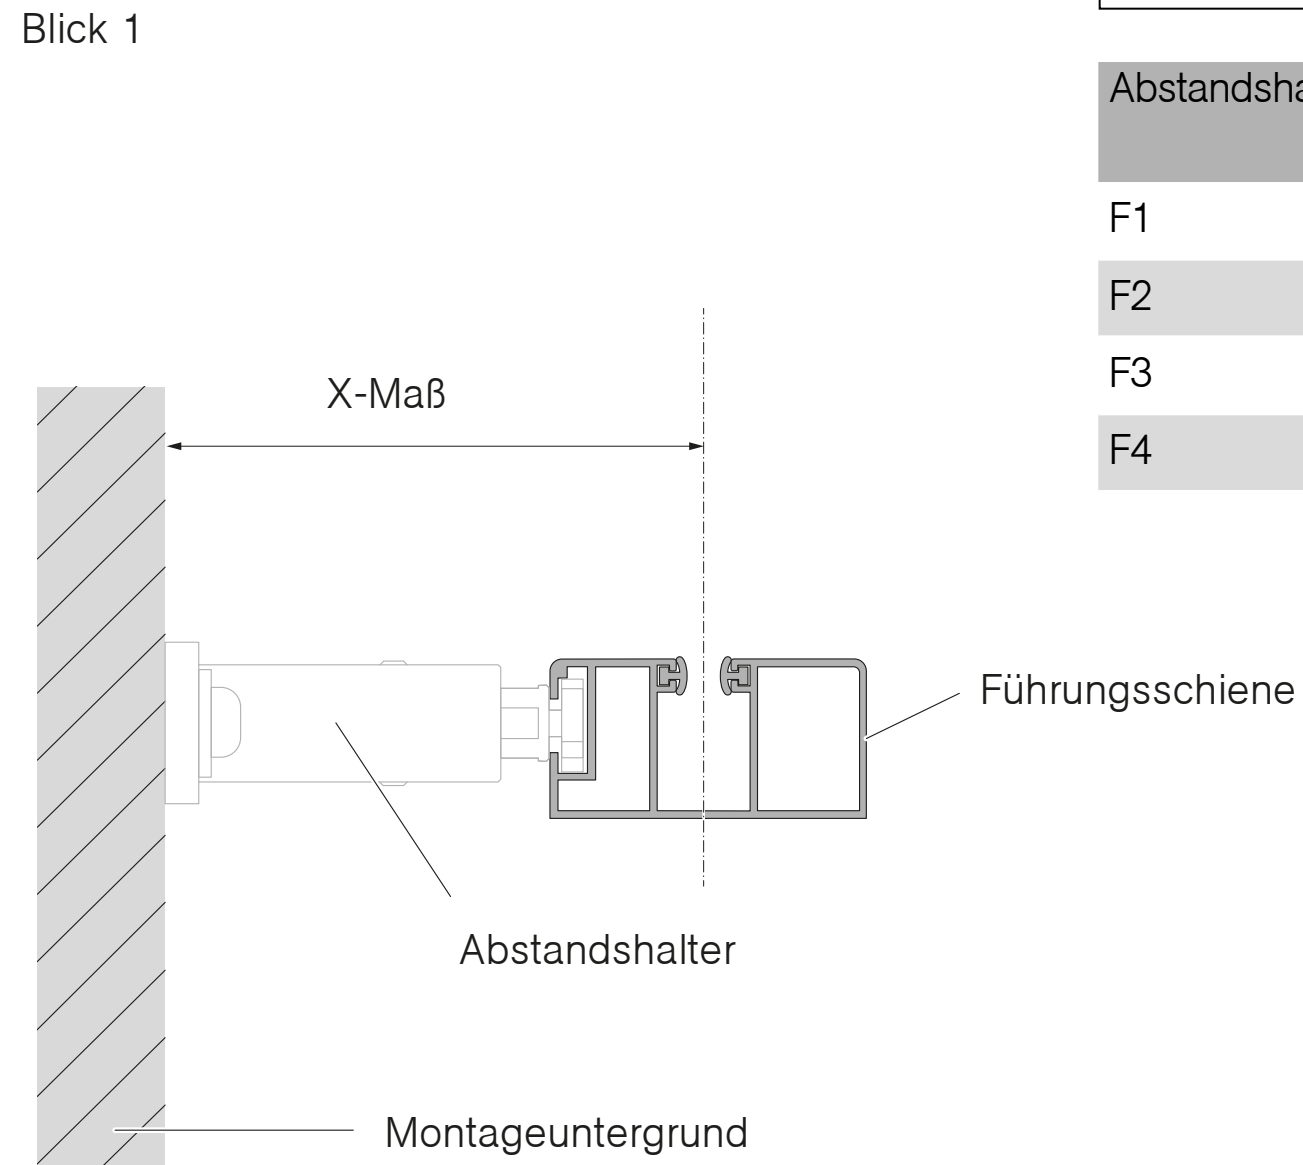 Blick 1
Abstandsha
F1
F2
F3
F4
X-Maß
Führungsschiene
Abstandshalter
Montageuntergrund